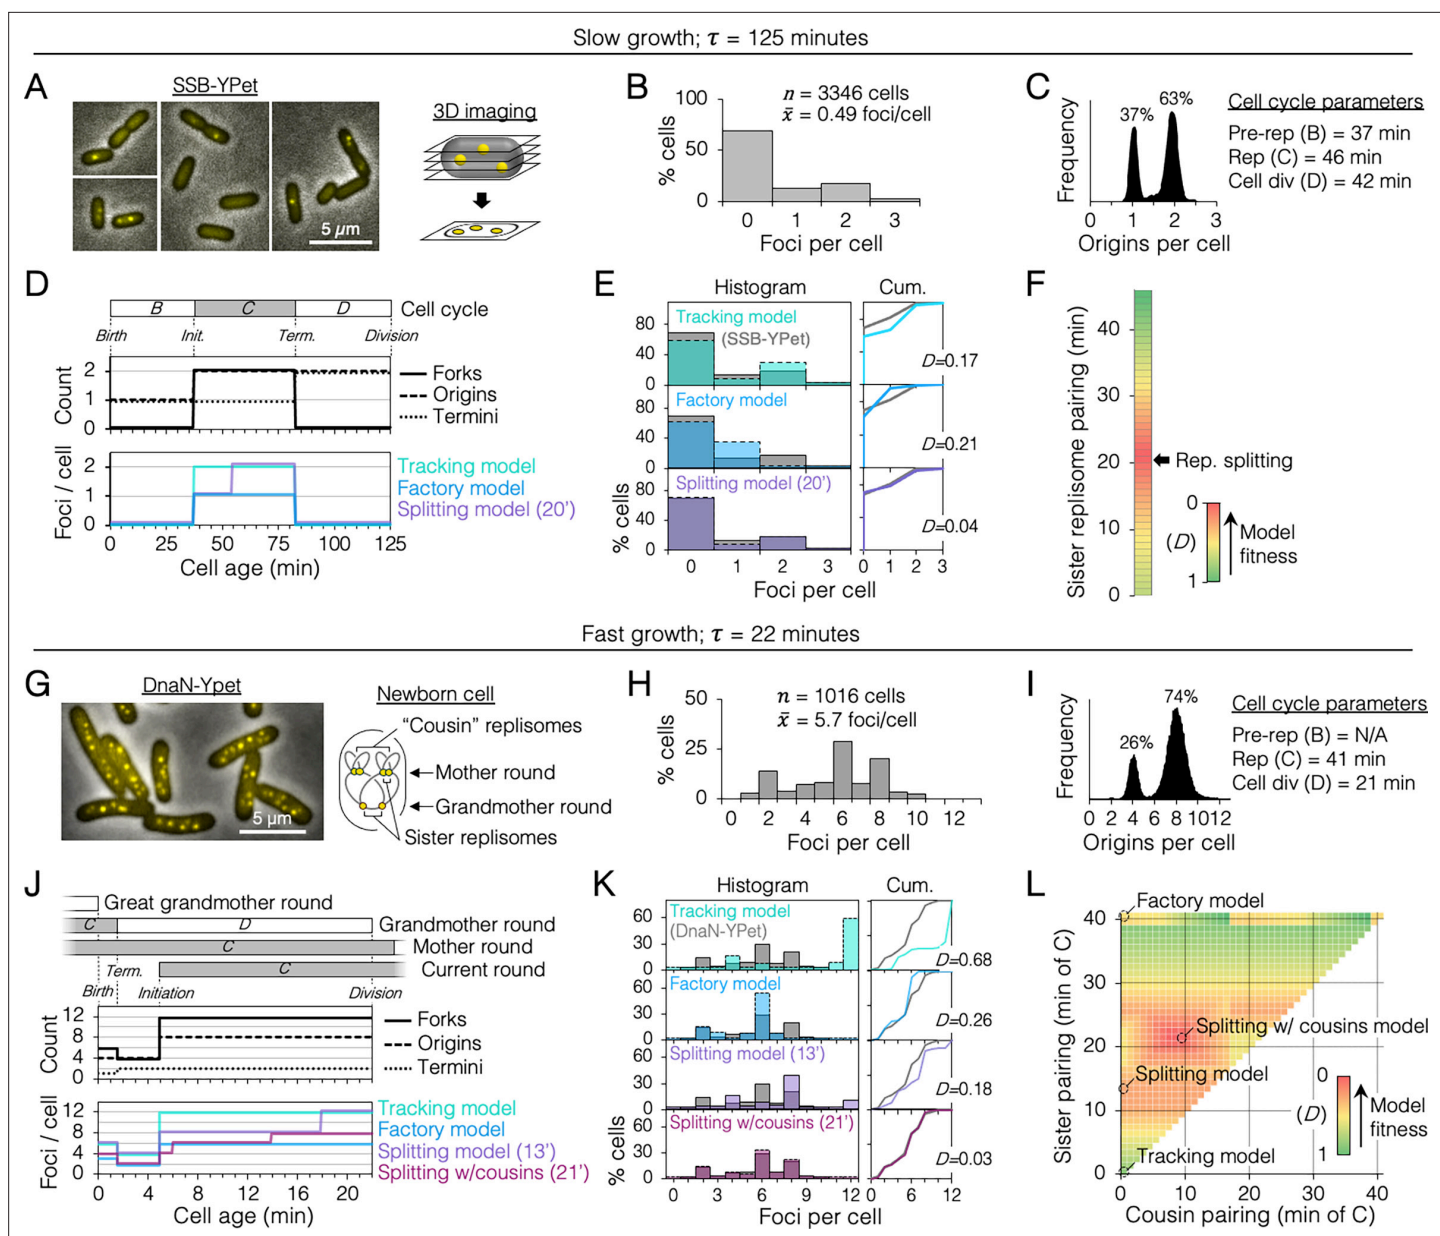 Slow growth; τ = 125 minutes
A
SSB-YPet
5 µm
3D imaging
B
n = 3346 cells
x̄ = 0.49 foci/cell
% cells
100
50
0
0 1 2 3
Foci per cell
C
37%
63%
Frequency
0 1 2 3
Origins per cell
Cell cycle parameters
Pre-rep (B) = 37 min
Rep (C) = 46 min
Cell div (D) = 42 min
D
B C D Cell cycle
Birth Init. Term. Division
Count
2
1
0
Forks
Origins
Termini
Foci / cell
2
1
0
Tracking model
Factory model
Splitting model (20')
0 25 50 75 100 125
Cell age (min)
E
Histogram Cum.
% cells
80
40
0
Tracking model
(SSB-YPet)
D=0.17
80
40
0
Factory model
D=0.21
80
40
0
Splitting model (20')
D=0.04
0 1 2 3 0 1 2 3
Foci per cell
F
Sister replisome pairing (min)
40
30
20
10
0
Rep. splitting
0
(D)
1
Model
fitness
Fast growth; τ = 22 minutes
G
DnaN-Ypet
5 µm
Newborn cell
“Cousin” replisomes
Mother round
Grandmother round
Sister replisomes
H
n = 1016 cells
x̄ = 5.7 foci/cell
% cells
50
25
0
0 2 4 6 8 10 12
Foci per cell
I
26%
74%
Frequency
0 2 4 6 8 10 12
Origins per cell
Cell cycle parameters
Pre-rep (B) = N/A
Rep (C) = 41 min
Cell div (D) = 21 min
J
Great grandmother round
C D Grandmother round
C Mother round
C Current round
Term.
Birth Initiation Division
Count
12
8
4
0
Forks
Origins
Termini
Foci / cell
12
8
4
0
Tracking model
Factory model
Splitting model (13')
Splitting w/cousins (21')
0 4 8 12 16 20
Cell age (min)
K
Histogram Cum.
% cells
60
30
0
Tracking model
(DnaN-YPet)
D=0.68
60
30
0
Factory model
D=0.26
60
30
0
Splitting model (13')
D=0.18
60
30
0
Splitting w/cousins (21')
D=0.03
0 3 6 9 12 0 6 12
Foci per cell
L
Sister pairing (min of C)
40
30
20
10
0
Factory model
Splitting w/ cousins model
Splitting model
Tracking model
0
(D)
1
Model
fitness
0 10 20 30 40
Cousin pairing (min of C)